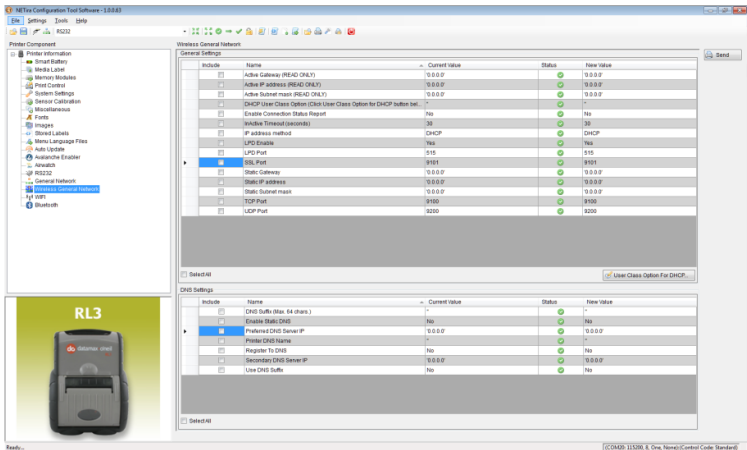 NETira Configuration Tool Software - 1.0.0.63
File Settings Tools Help
RS232
Printer Component
Printer Information
Smart Battery
Media Label
Memory Modules
Print Control
System Settings
Sensor Calibration
Miscellaneous
Fonts
Images
Stored Labels
Menu Language Files
Auto Update
Avalanche Enabler
Airwatch
RS232
General Network
Wireless General Network
WiFi
Bluetooth
RL3
datamax·oneil
Wireless General Network
General Settings
Send
Include Name Current Value Status New Value
Active Gateway (READ ONLY) '0.0.0.0' '0.0.0.0'
Active IP address (READ ONLY) '0.0.0.0' '0.0.0.0'
Active Subnet mask (READ ONLY) '0.0.0.0' '0.0.0.0'
DHCP User Class Option (Click User Class Option for DHCP button bel... '' ''
Enable Connection Status Report No No
InActive Timeout (seconds) 30 30
IP address method DHCP DHCP
LPD Enable Yes Yes
LPD Port 515 515
SSL Port 9101 9101
Static Gateway '0.0.0.0' '0.0.0.0'
Static IP address '0.0.0.0' '0.0.0.0'
Static Subnet mask '0.0.0.0' '0.0.0.0'
TCP Port 9100 9100
UDP Port 9200 9200
Select All
User Class Option For DHCP...
DNS Settings
Include Name Current Value Status New Value
DNS Suffix (Max. 64 chars.) '' ''
Enable Static DNS No No
Preferred DNS Server IP '0.0.0.0' '0.0.0.0'
Printer DNS Name '' ''
Register To DNS No No
Secondary DNS Server IP '0.0.0.0' '0.0.0.0'
Use DNS Suffix No No
Select All
Ready...
(COM20: 115200, 8, One, None):(Control Code: Standard)